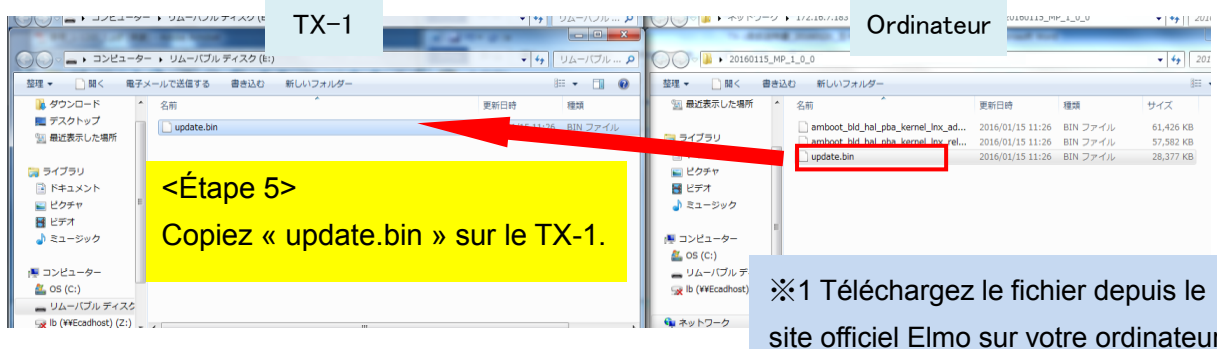 TX-1
Ordinateur
コンピューター ▸ リムーバブル ディスク (E:)
リムーバブル ...
整理 ▼ 開く 電子メールで送信する 書き込む 新しいフォルダー
ダウンロード
デスクトップ
最近表示した場所
ライブラリ
ドキュメント
ピクチャ
ビデオ
ミュージック
コンピューター
OS (C:)
リムーバブル ディスク
lb (¥¥Ecadhost) (Z:)
名前 更新日時 種類
update.bin 11:26 BIN ファイル
<Étape 5>
Copiez « update.bin » sur le TX-1.
ネットワーク ▸ 172.16.7.183
20160115_MP_1_0_0
整理 ▼ 開く 書き込む 新しいフォルダー
最近表示した場所
ライブラリ
ピクチャ
ビデオ
ミュージック
コンピューター
OS (C:)
リムーバブル デ
lb (¥¥Ecadhost)
ネットワーク
名前 更新日時 種類 サイズ
amboot_bld_hal_pba_kernel_lnx_ad... 2016/01/15 11:26 BIN ファイル 61,426 KB
amboot_bld_hal_pba_kernel_lnx_rel... 2016/01/15 11:26 BIN ファイル 57,582 KB
update.bin 2016/01/15 11:26 BIN ファイル 28,377 KB
※1 Téléchargez le fichier depuis le
site officiel Elmo sur votre ordinateur